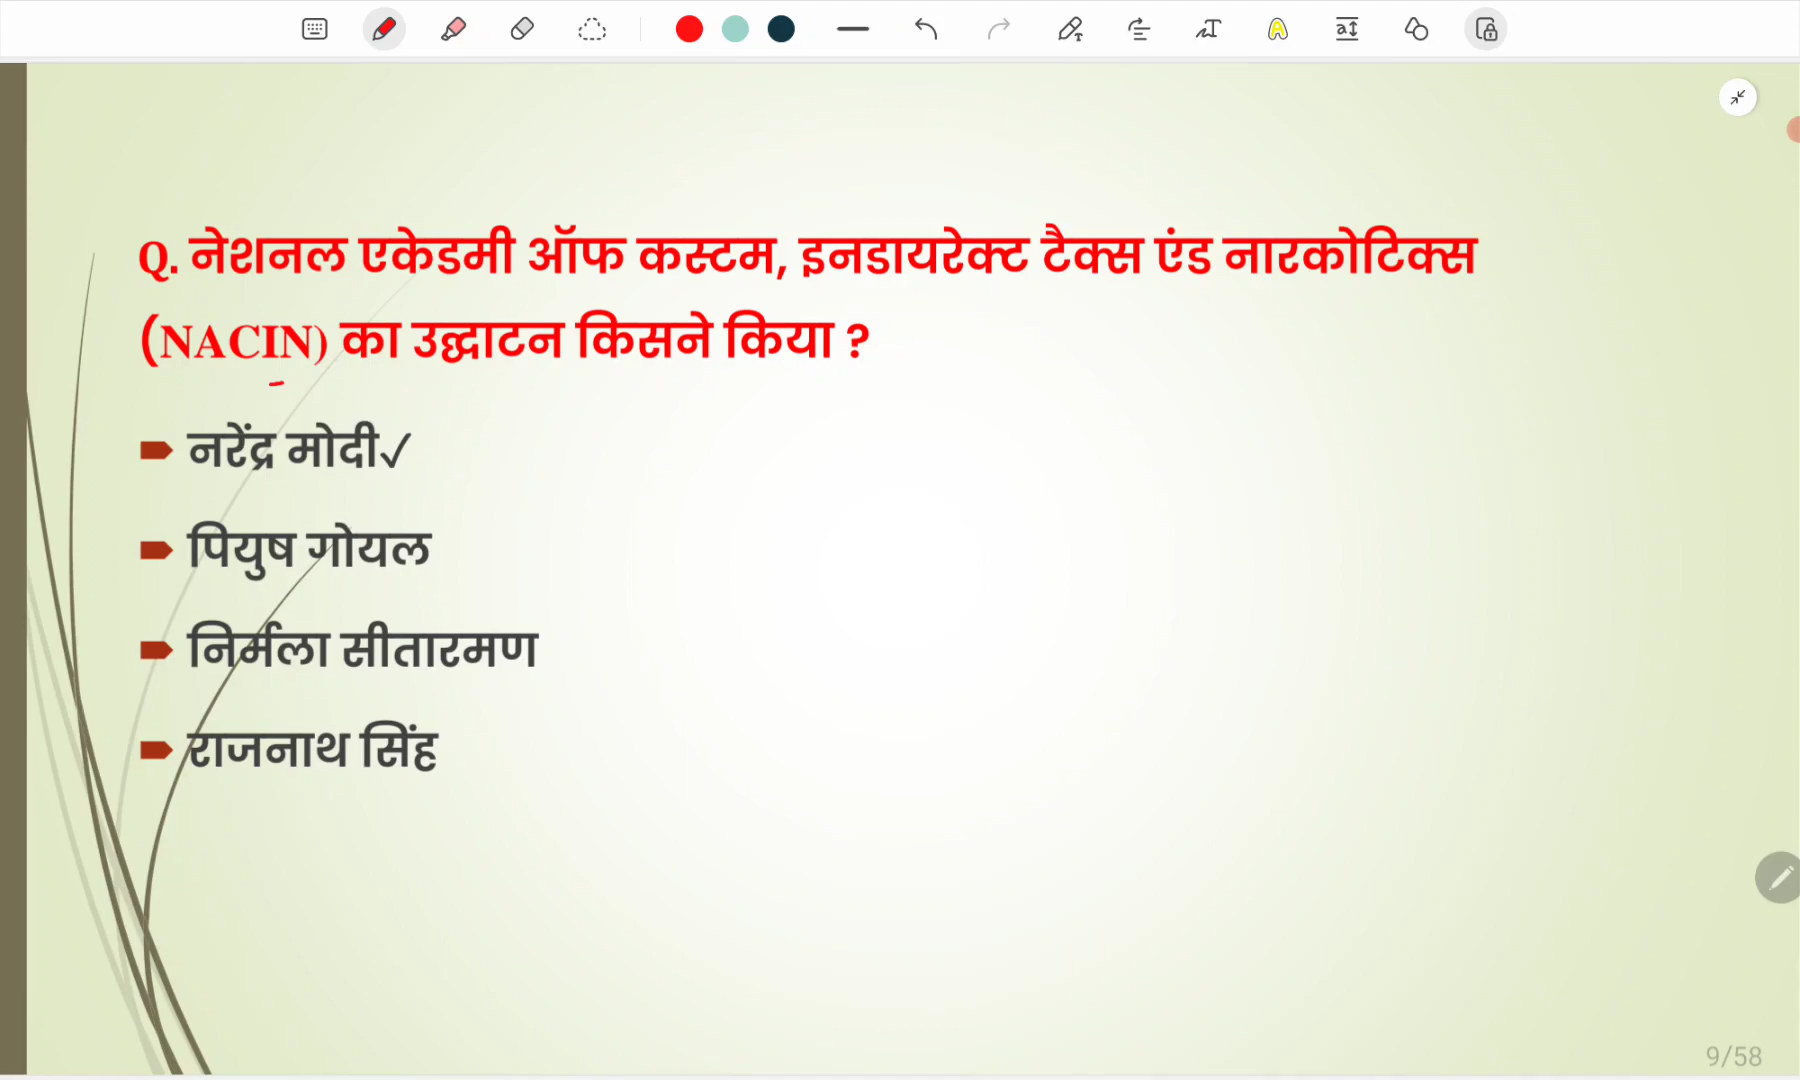 Q. नेशनल एकेडमी ऑफ कस्टम, इनडायरेक्ट टैक्स एंड नारकोटिक्स
(NACIN) का उद्घाटन किसने किया ?
नरेंद्र मोदी✓
पियुष गोयल
निर्मला सीतारमण
राजनाथ सिंह
9/58